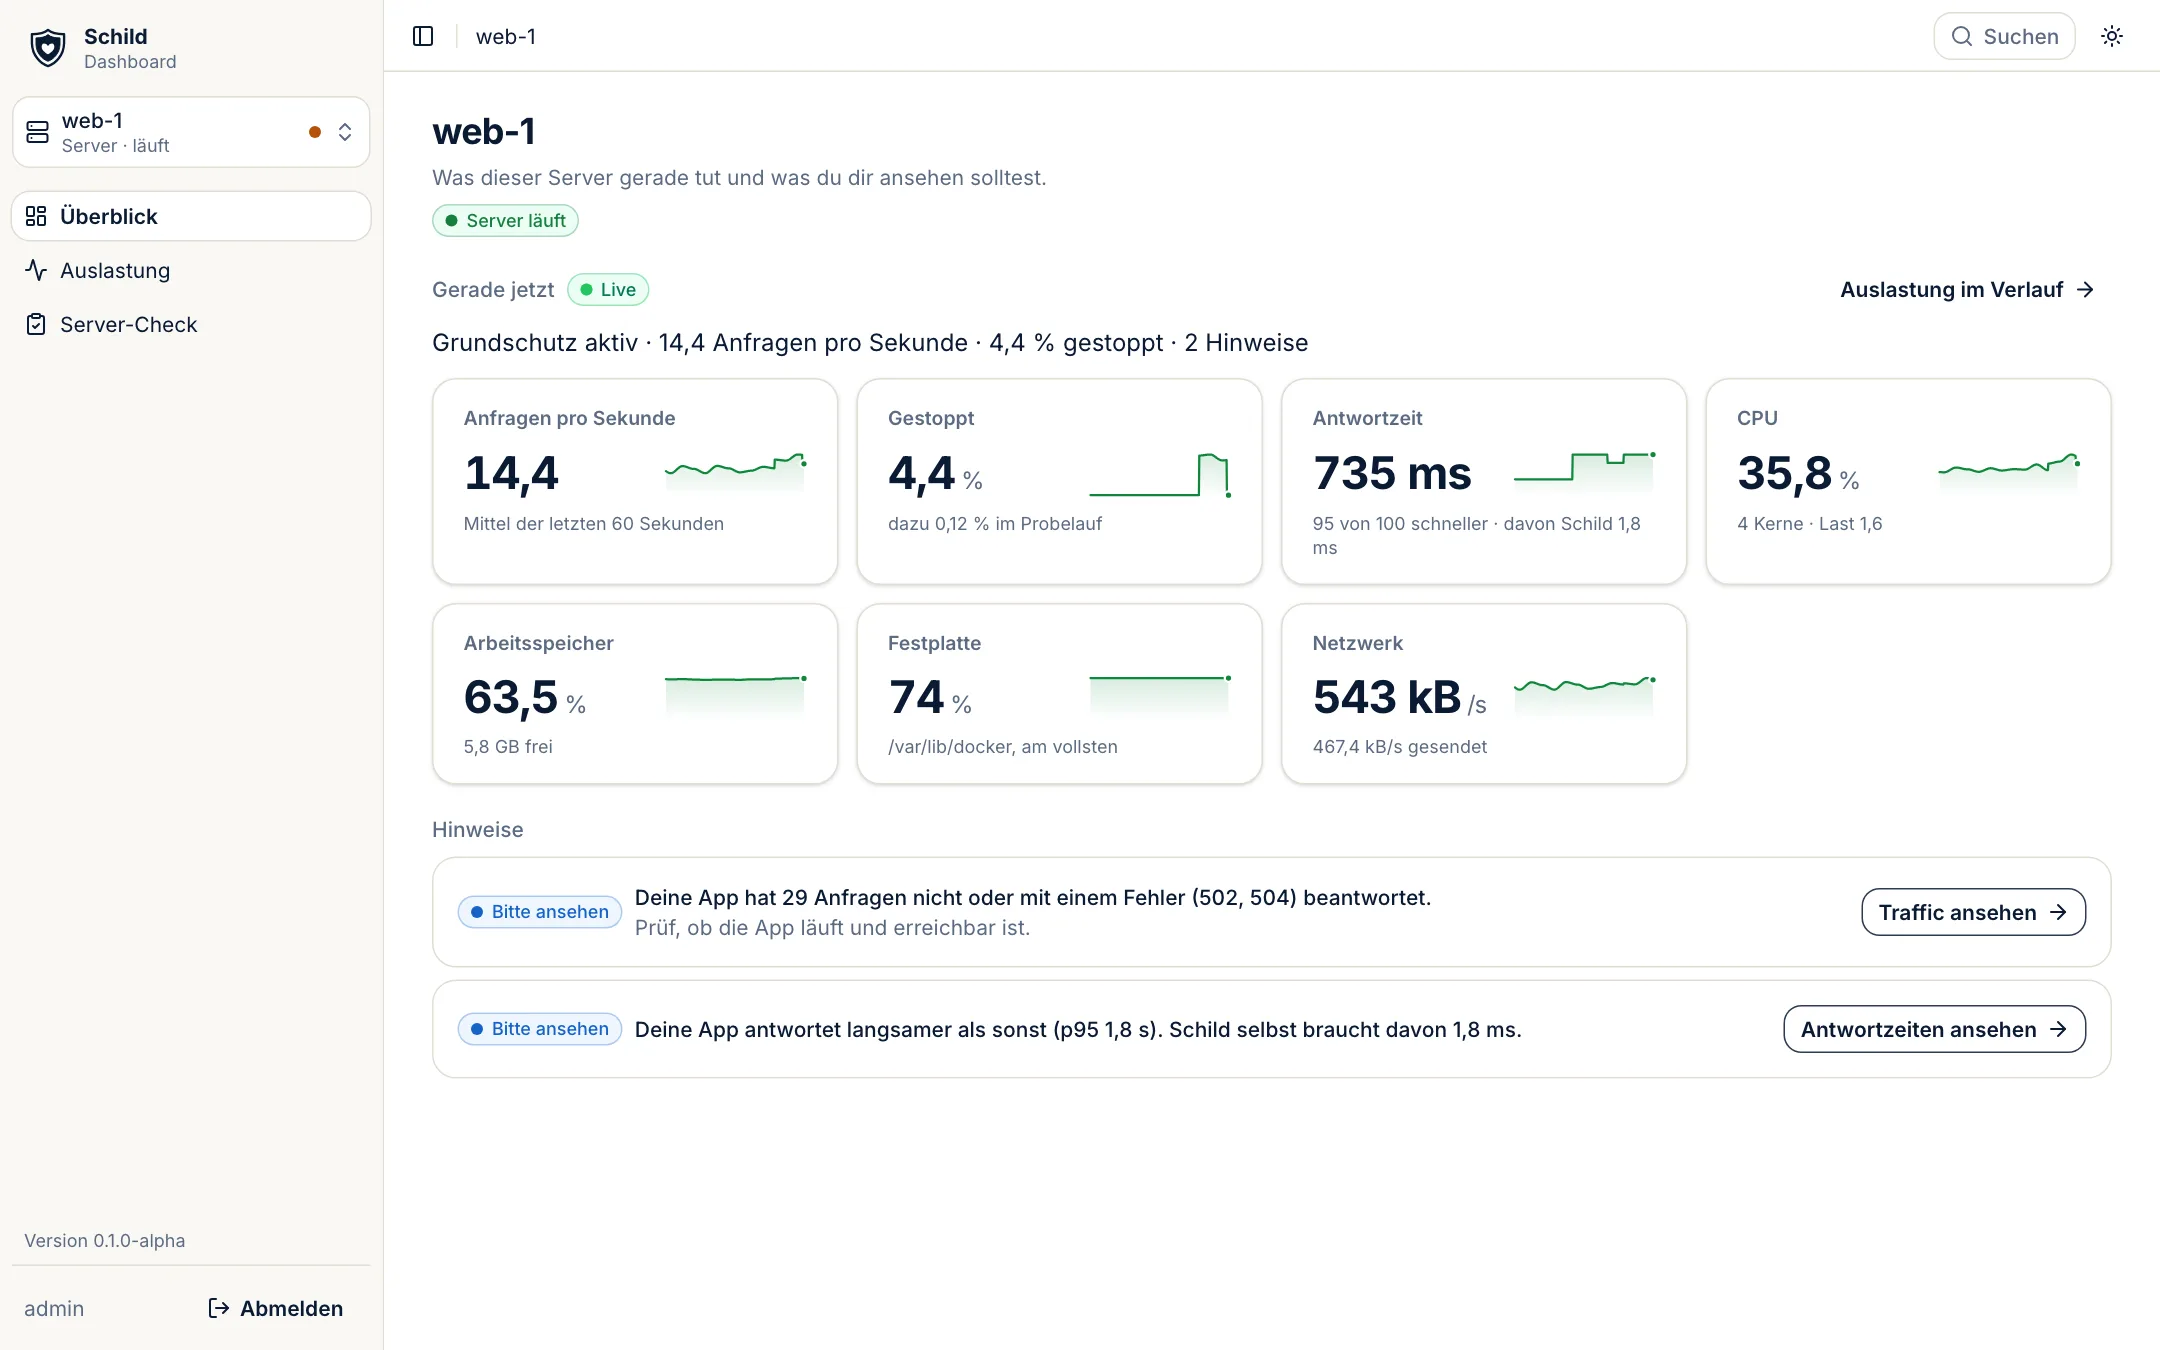 Schild
Dashboard
web-1
Server · läuft
Überblick
Auslastung
Server-Check
Version 0.1.0-alpha
admin
Abmelden
web-1
Suchen
web-1
Was dieser Server gerade tut und was du dir ansehen solltest.
Server läuft
Gerade jetzt
Live
Auslastung im Verlauf
Grundschutz aktiv · 14,4 Anfragen pro Sekunde · 4,4 % gestoppt · 2 Hinweise
Anfragen pro Sekunde
14,4
Mittel der letzten 60 Sekunden
Gestoppt
4,4 %
dazu 0,12 % im Probelauf
Antwortzeit
735 ms
95 von 100 schneller · davon Schild 1,8
ms
CPU
35,8 %
4 Kerne · Last 1,6
Arbeitsspeicher
63,5 %
5,8 GB frei
Festplatte
74 %
/var/lib/docker, am vollsten
Netzwerk
543 kB /s
467,4 kB/s gesendet
Hinweise
Bitte ansehen
Deine App hat 29 Anfragen nicht oder mit einem Fehler (502, 504) beantwortet.
Prüf, ob die App läuft und erreichbar ist.
Traffic ansehen
Bitte ansehen
Deine App antwortet langsamer als sonst (p95 1,8 s). Schild selbst braucht davon 1,8 ms.
Antwortzeiten ansehen